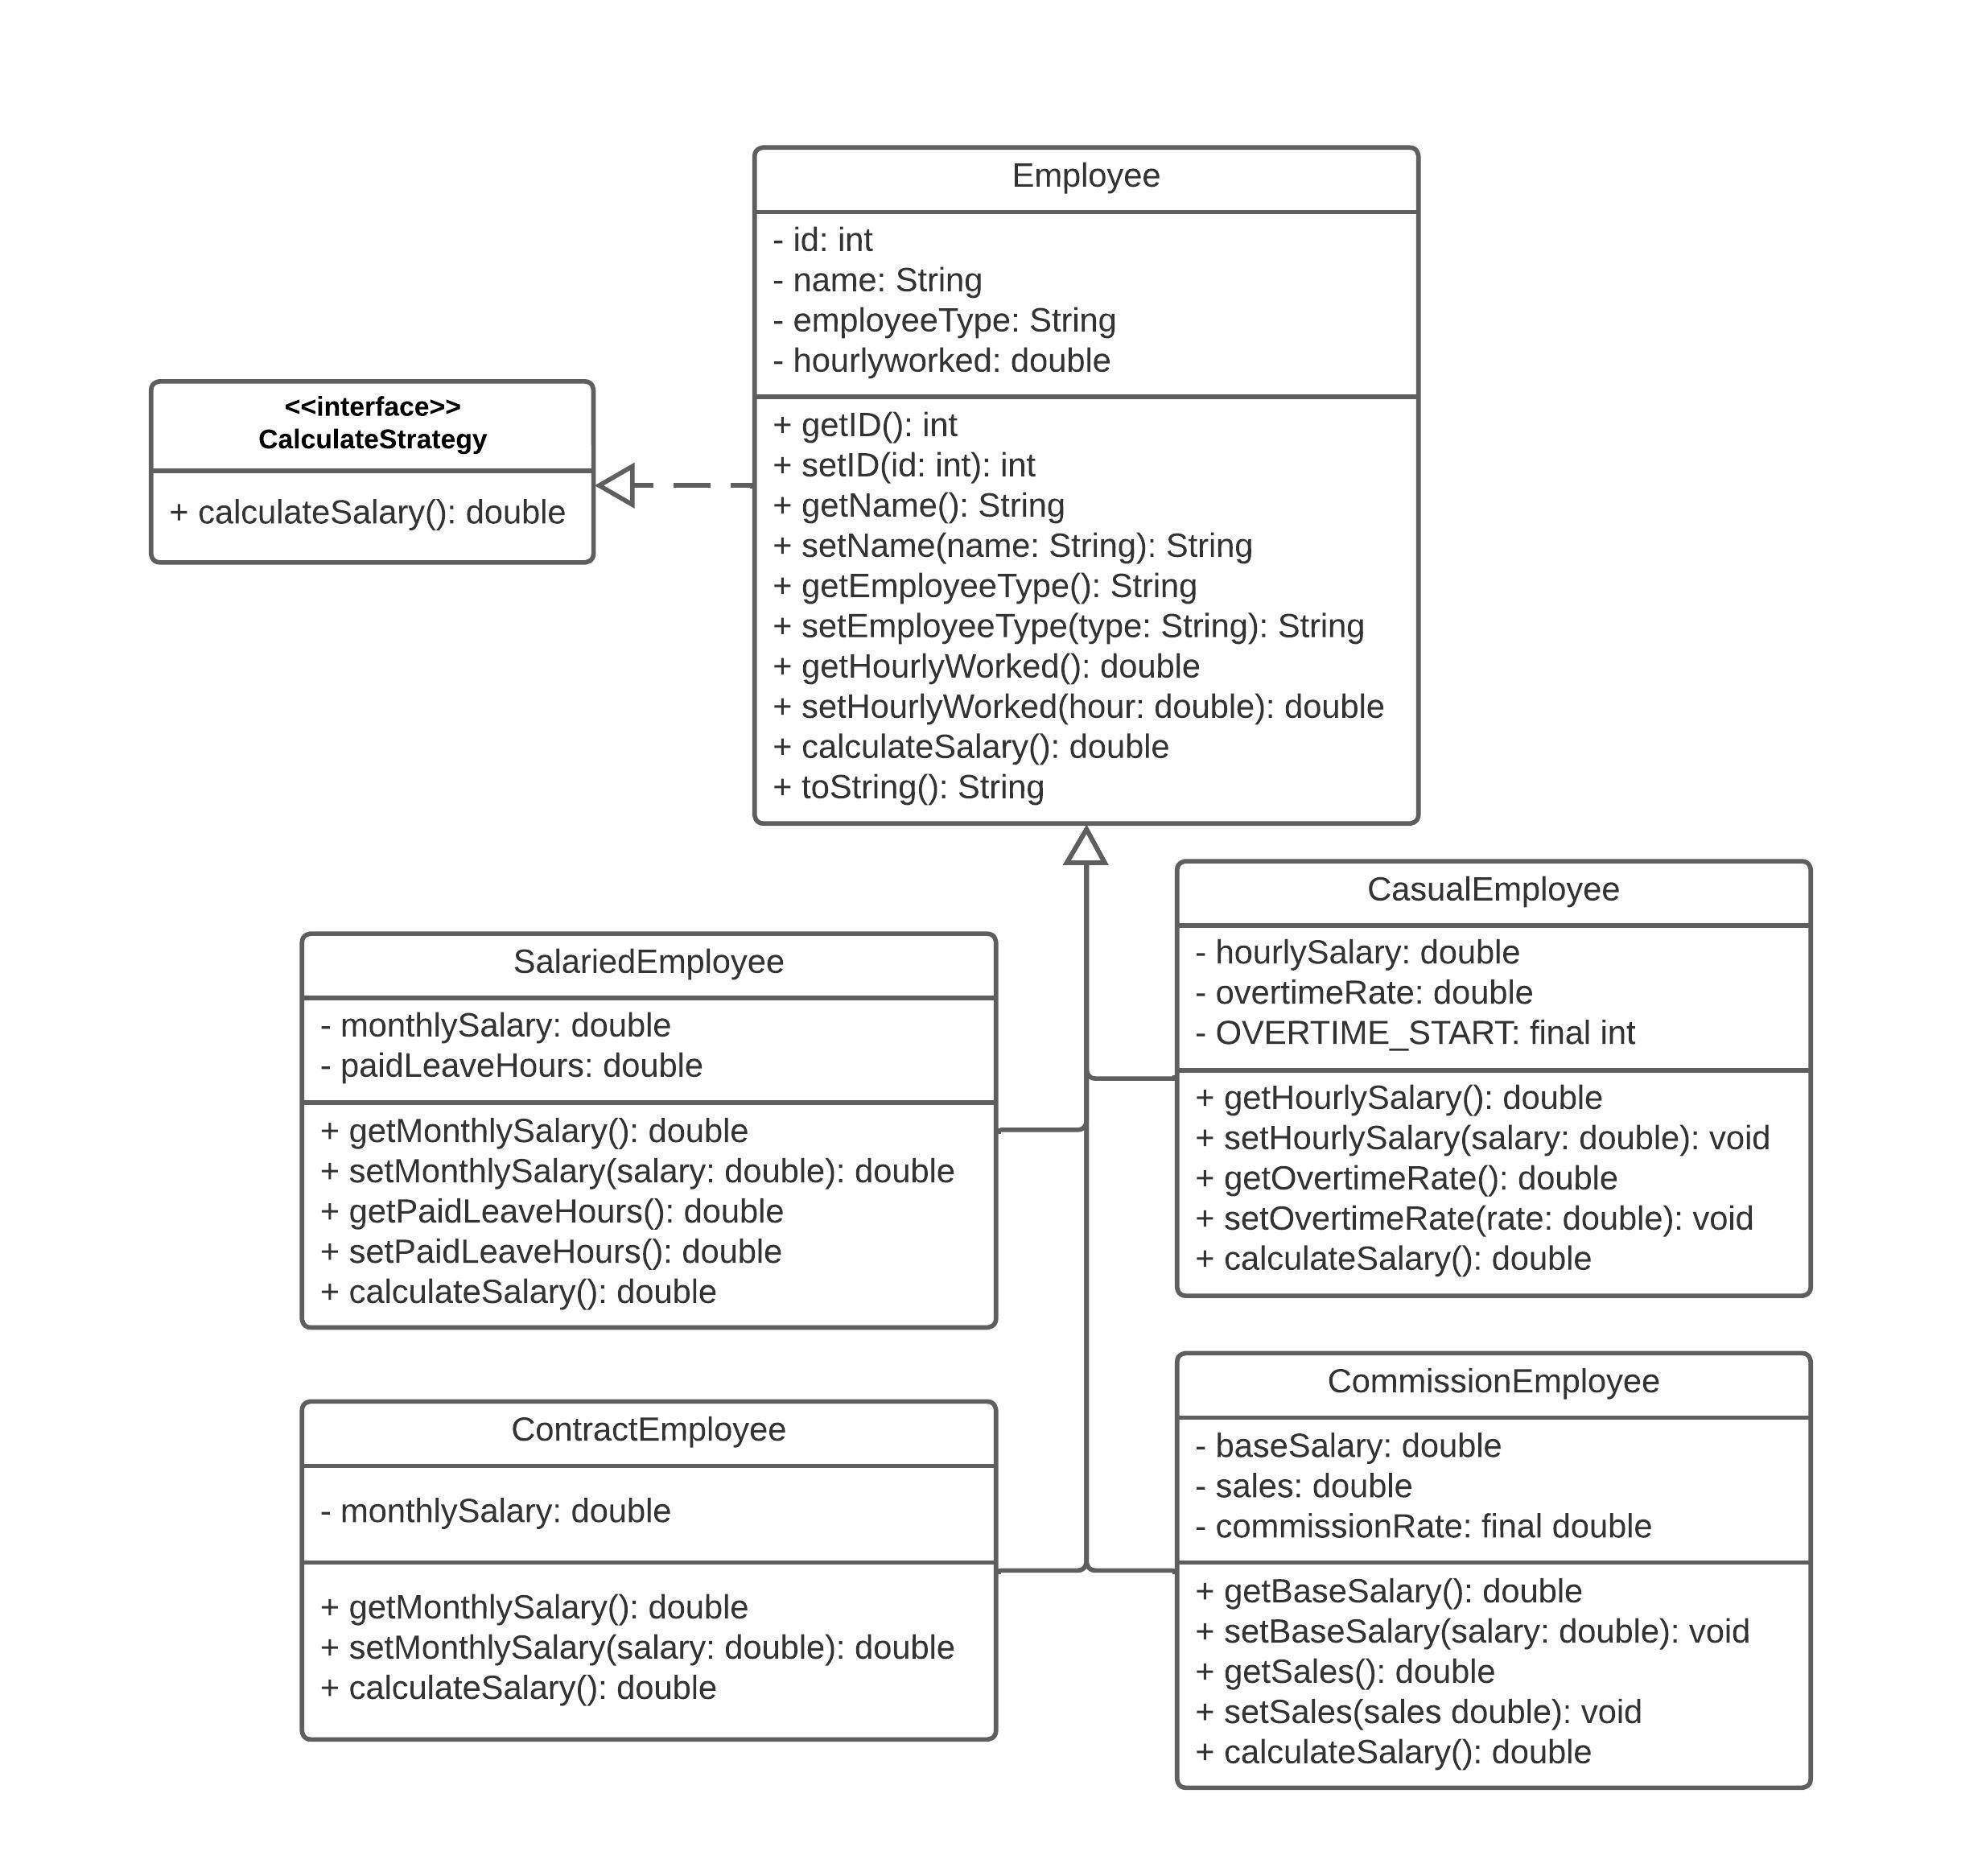 Employee
- id: int
- name: String
- employeeType: String
- hourlyworked: double
+ getID(): int
+ setID(id: int): int
+ getName(): String
+ setName(name: String): String
+ getEmployeeType(): String
+ setEmployeeType(type: String): String
+ getHourlyWorked(): double
+ setHourlyWorked(hour: double): double
+ calculateSalary(): double
+ toString(): String
<<interface>>
CalculateStrategy
+ calculateSalary(): double
SalariedEmployee
- monthlySalary: double
- paidLeaveHours: double
+ getMonthlySalary(): double
+ setMonthlySalary(salary: double): double
+ getPaidLeaveHours(): double
+ setPaidLeaveHours(): double
+ calculateSalary(): double
CasualEmployee
- hourlySalary: double
- overtimeRate: double
- OVERTIME_START: final int
+ getHourlySalary(): double
+ setHourlySalary(salary: double): void
+ getOvertimeRate(): double
+ setOvertimeRate(rate: double): void
+ calculateSalary(): double
ContractEmployee
- monthlySalary: double
+ getMonthlySalary(): double
+ setMonthlySalary(salary: double): double
+ calculateSalary(): double
CommissionEmployee
- baseSalary: double
- sales: double
- commissionRate: final double
+ getBaseSalary(): double
+ setBaseSalary(salary: double): void
+ getSales(): double
+ setSales(sales double): void
+ calculateSalary(): double